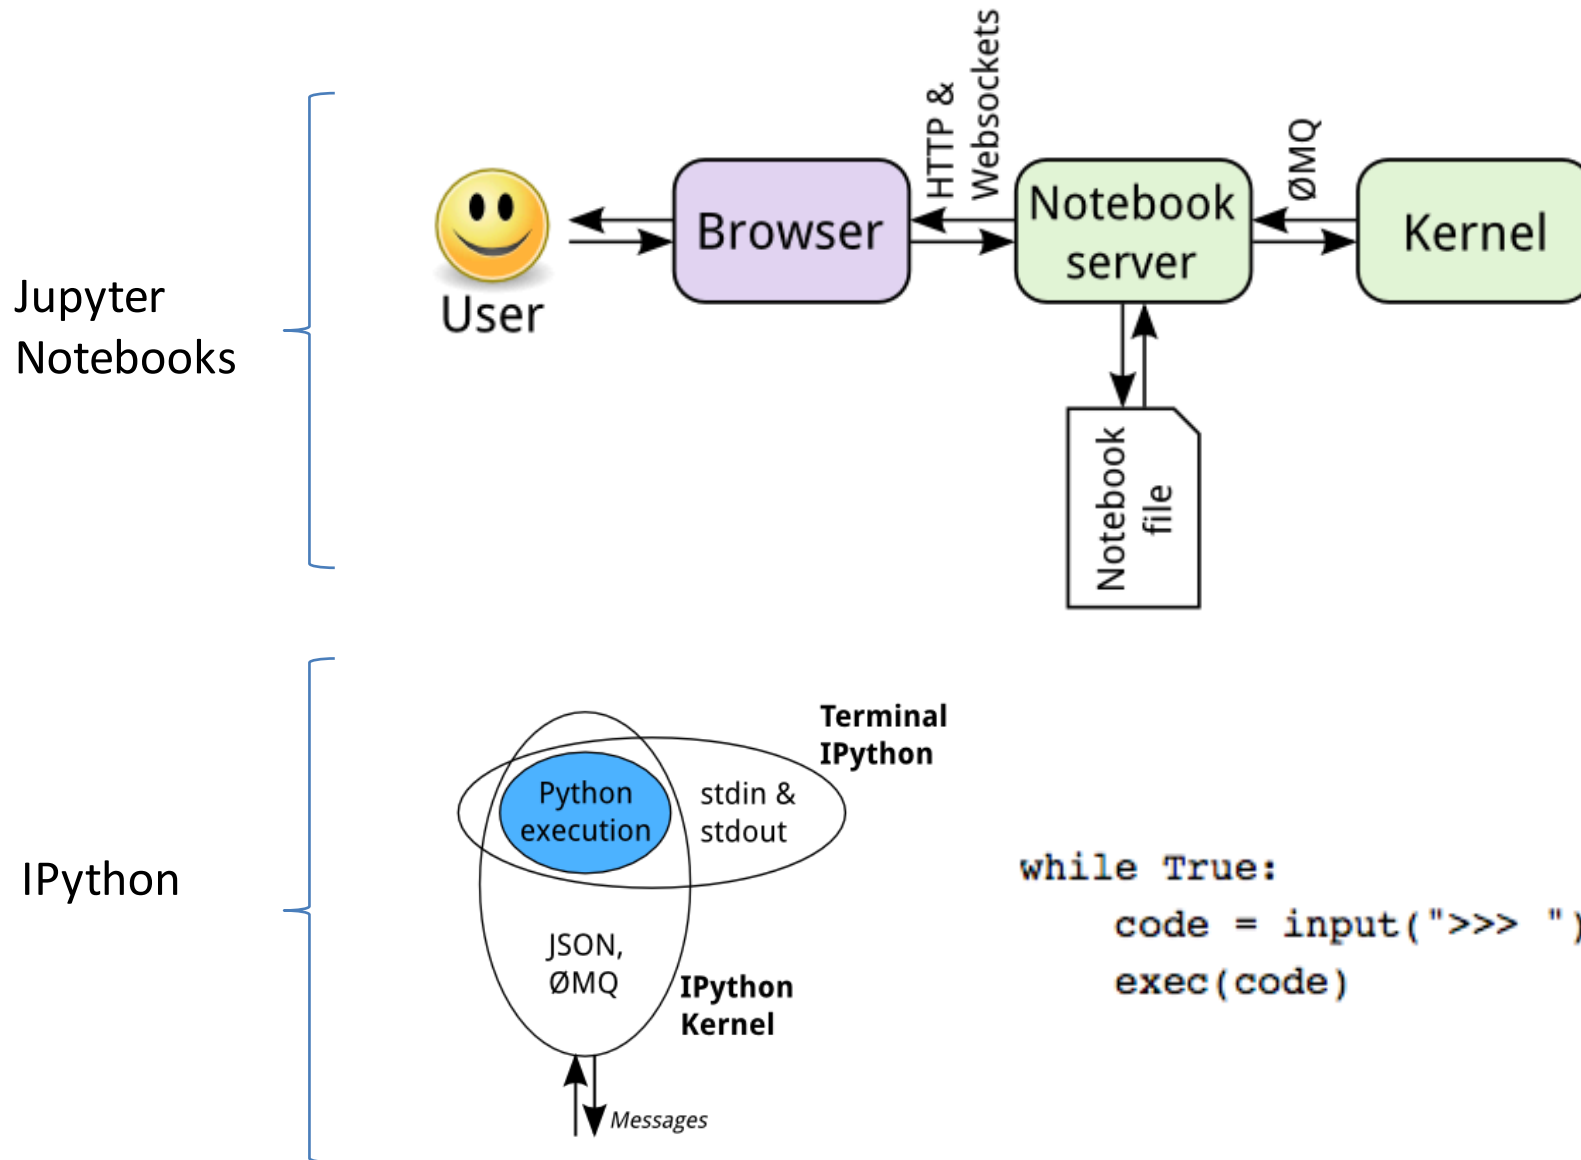 Jupyter
Notebooks
User
Browser
HTTP &
Websockets
Notebook
server
ØMQ
Kernel
Notebook
file
IPython
Terminal
IPython
Python
execution
stdin &
stdout
JSON,
ØMQ
IPython
Kernel
Messages
while True:
    code = input(">>> ")
    exec(code)